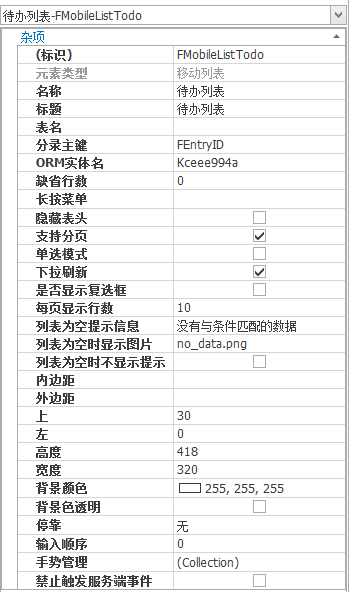 待办列表-FMobileListTodo
杂项
(标识) FMobileListTodo
元素类型 移动列表
名称 待办列表
标题 待办列表
表名
分录主键 FEntryID
ORM实体名 Kceee994a
缺省行数 0
长按菜单
隐藏表头
支持分页
单选模式
下拉刷新
是否显示复选框
每页显示行数 10
列表为空提示信息 没有与条件匹配的数据
列表为空时显示图片 no_data.png
列表为空时不显示提示
内边距
外边距
上 30
左 0
高度 418
宽度 320
背景颜色 255, 255, 255
背景色透明
停靠 无
输入顺序 0
手势管理 (Collection)
禁止触发服务端事件